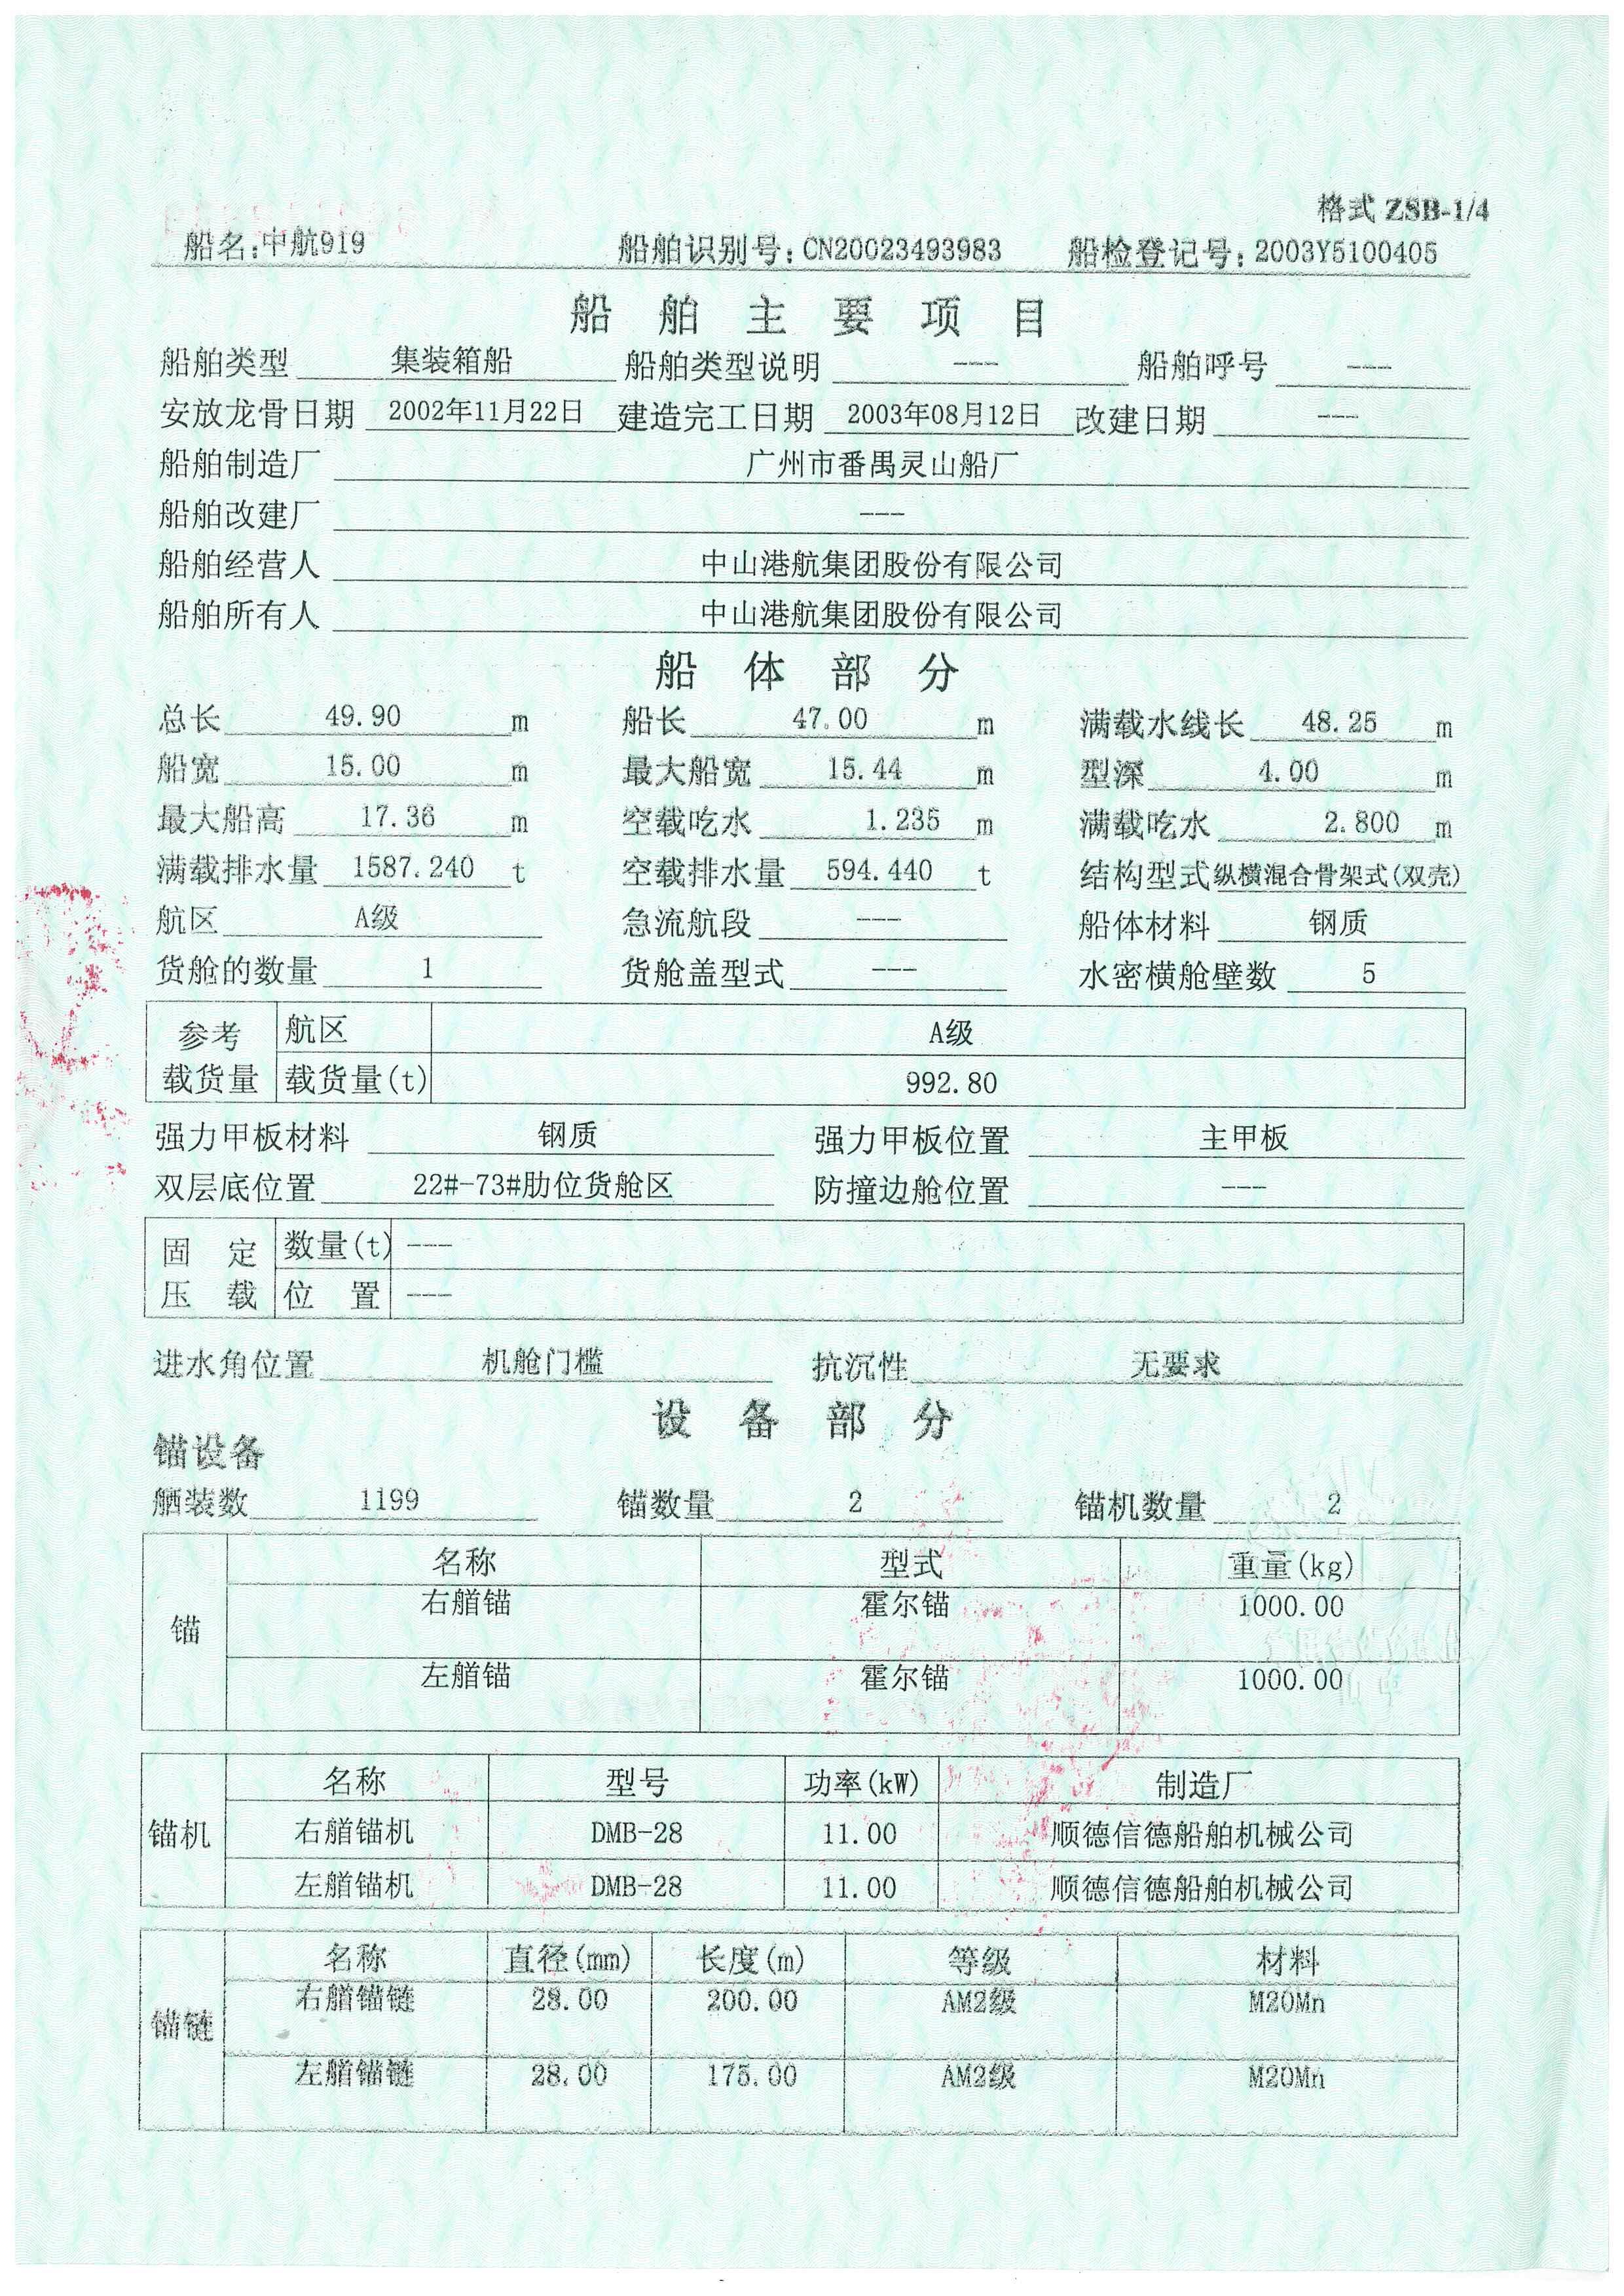 格式 ZSB-1/4
船名:中航919 船舶识别号:CN20023493983 船检登记号:2003Y5100405
船舶主要项目
船舶类型 集装箱船 船舶类型说明 --- 船舶呼号 ---
安放龙骨日期 2002年11月22日 建造完工日期 2003年08月12日 改建日期 ---
船舶制造厂 广州市番禺灵山船厂
船舶改建厂 ---
船舶经营人 中山港航集团股份有限公司
船舶所有人 中山港航集团股份有限公司
船体部分
总长 49.90 m 船长 47.00 m 满载水线长 48.25 m
船宽 15.00 m 最大船宽 15.44 m 型深 4.00 m
最大船高 17.36 m 空载吃水 1.235 m 满载吃水 2.800 m
满载排水量 1587.240 t 空载排水量 594.440 t 结构型式 纵横混合骨架式(双壳)
航区 A级 急流航段 --- 船体材料 钢质
货舱的数量 1 货舱盖型式 --- 水密横舱壁数 5
参考载货量 航区 A级
载货量(t) 992.80
强力甲板材料 钢质 强力甲板位置 主甲板
双层底位置 22#-73#肋位货舱区 防撞边舱位置 ---
固定压载 数量(t) ---
位置 ---
进水角位置 机舱门槛 抗沉性 无要求
设备部分
锚设备
舾装数 1199 锚数量 2 锚机数量 2
锚 名称 型式 重量(kg)
右艏锚 霍尔锚 1000.00
左艏锚 霍尔锚 1000.00
锚机 名称 型号 功率(kW) 制造厂
右艏锚机 DMB-28 11.00 顺德信德船舶机械公司
左艏锚机 DMB-28 11.00 顺德信德船舶机械公司
锚链 名称 直径(mm) 长度(m) 等级 材料
右艏锚链 28.00 200.00 AM2级 M20Mn
左艏锚链 28.00 175.00 AM2级 M20Mn